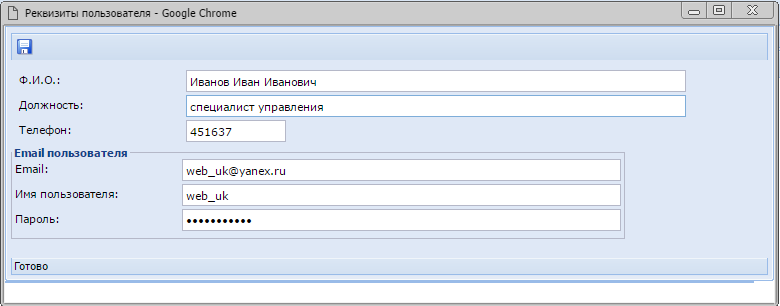 Реквизиты пользователя - Google Chrome
Ф.И.О.: Иванов Иван Иванович
Должность: специалист управления
Телефон: 451637
Email пользователя
Email: web_uk@yanex.ru
Имя пользователя: web_uk
Пароль: •••••••••••
Готово